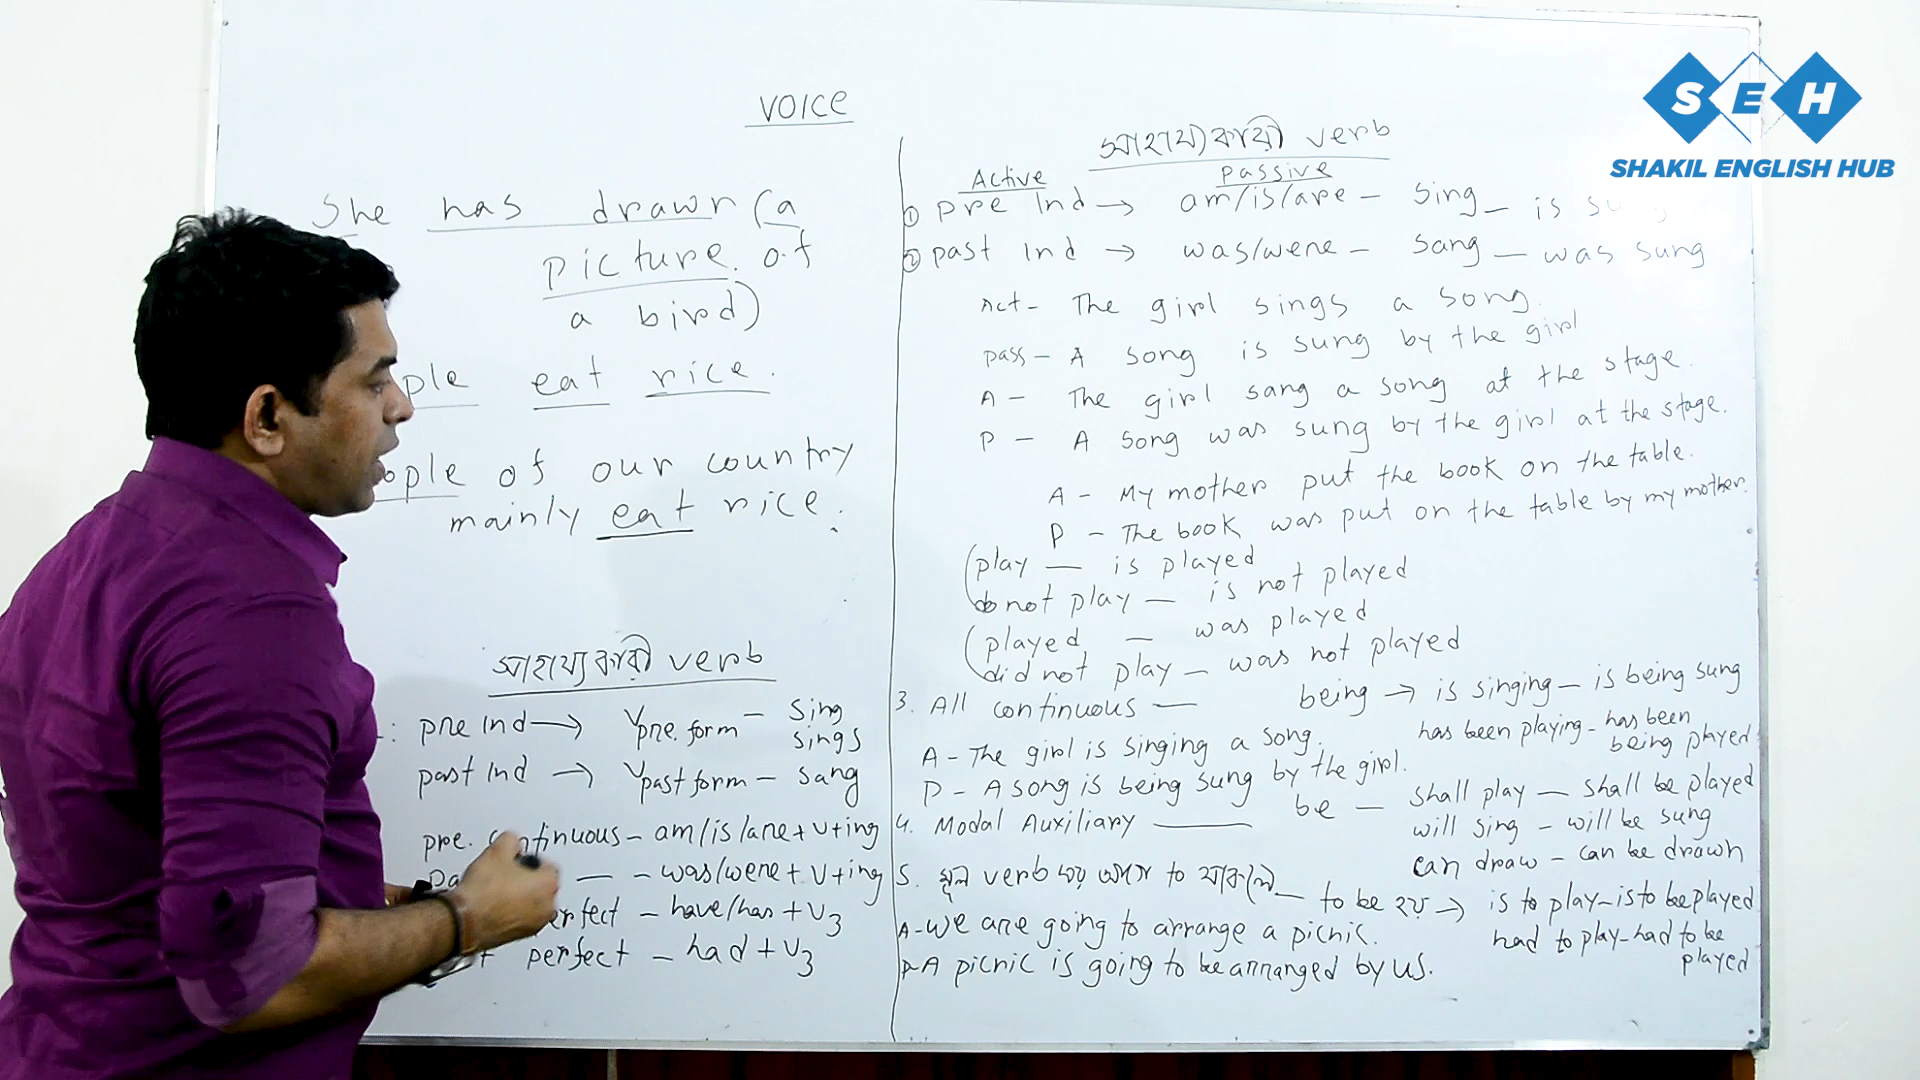 VOICE
She has drawn (a
picture of
a bird)
ple eat rice.
ople of our country
mainly eat rice.
সাহায্যকারী verb
pre Ind → V pre. form – sing
sings
past Ind → V past form – sang
pre. continuous – am/is/are + v+ing
– – was/were + v+ing
erfect – have/has + v3
perfect – had + v3
সাহায্যকারী verb
Active Passive
① pre Ind → am/is/are – sing – is su
② past Ind → was/were – sang – was sung
Act – The girl sings a song.
pass – A song is sung by the girl
A – The girl sang a song at the stage.
P – A song was sung by the girl at the stage.
A – My mother put the book on the table.
P – The book was put on the table by my mother.
play – is played
do not play – is not played
played – was played
did not play – was not played
3. All continuous – being → is singing – is being sung
has been playing – has been
being played
A – The girl is singing a song.
P – A song is being sung by the girl.
4. Modal Auxiliary – be – shall play – shall be played
will sing – will be sung
can draw – can be drawn
5. মূল verb এর আগে to থাকলে – to be হয় → is to play – is to be played
had to play – had to be
played
A – We are going to arrange a picnic.
P – A picnic is going to be arranged by us.
SEH
SHAKIL ENGLISH HUB